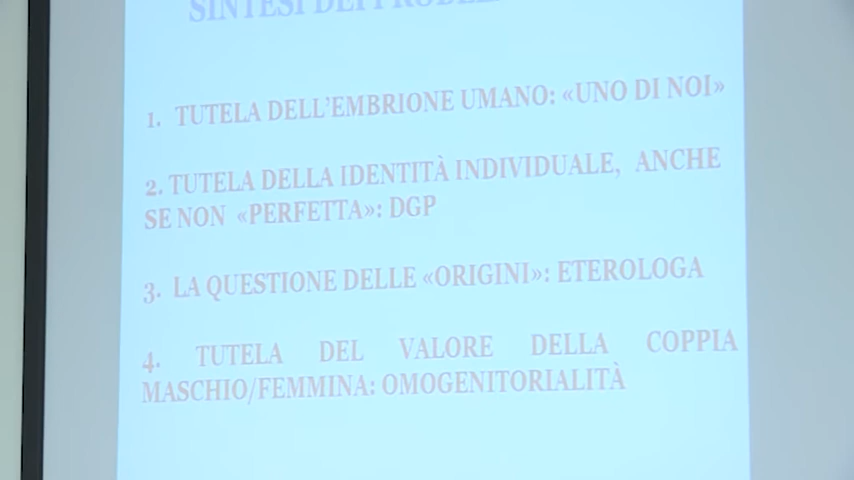 SINTESI DEI
1. TUTELA DELL'EMBRIONE UMANO: «UNO DI NOI»
2. TUTELA DELLA IDENTITÀ INDIVIDUALE, ANCHE
SE NON «PERFETTA»: DGP
3. LA QUESTIONE DELLE «ORIGINI»: ETEROLOGA
4. TUTELA DEL VALORE DELLA COPPIA
MASCHIO/FEMMINA: OMOGENITORIALITÀ